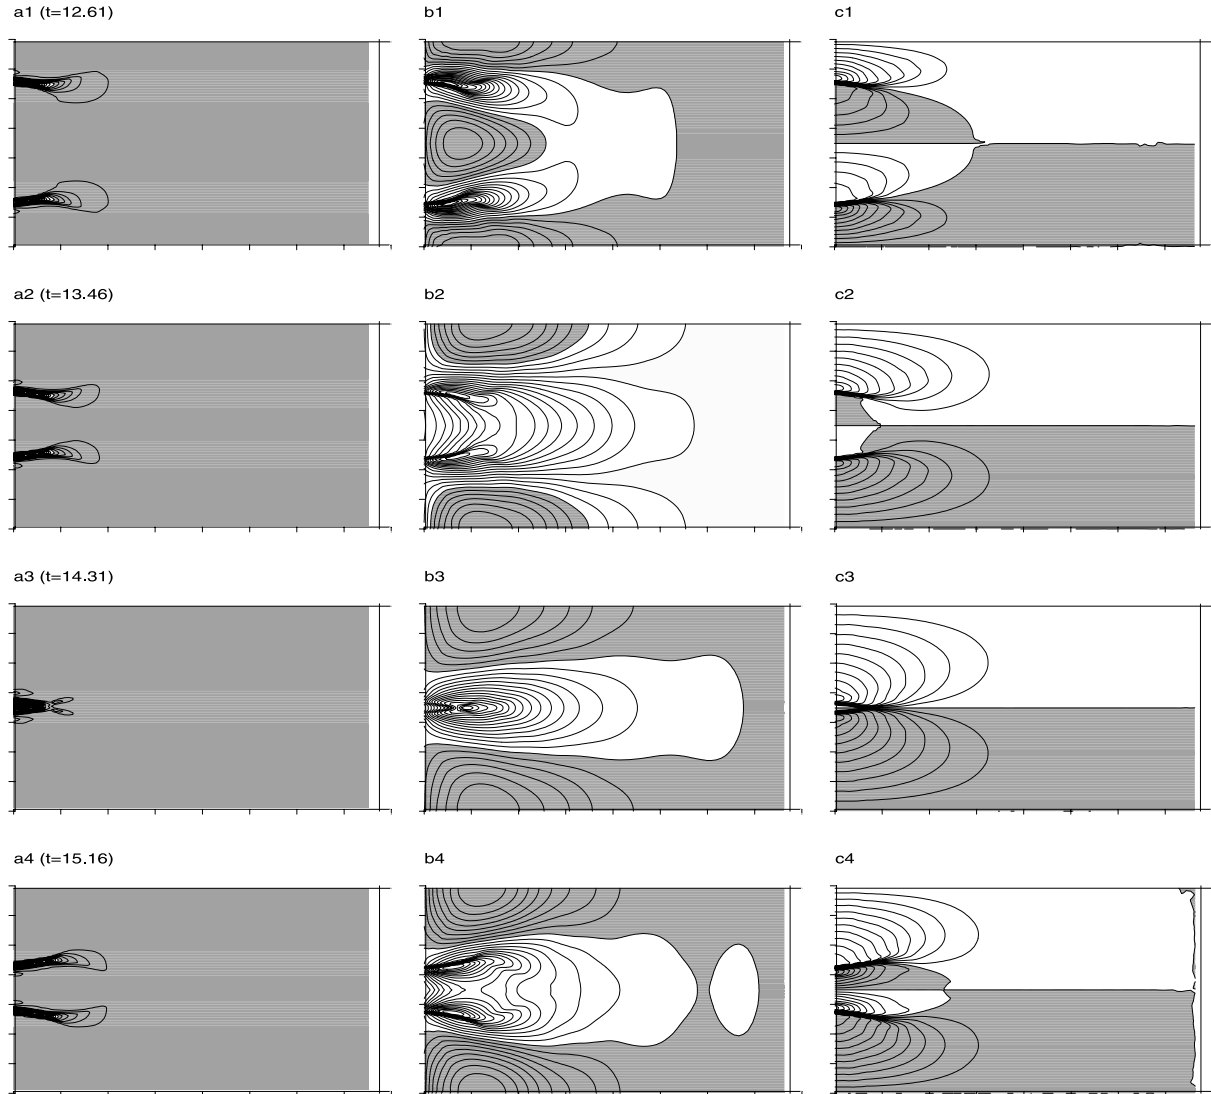 a1 (t=12.61) b1 c1
a2 (t=13.46) b2 c2
a3 (t=14.31) b3 c3
a4 (t=15.16) b4 c4